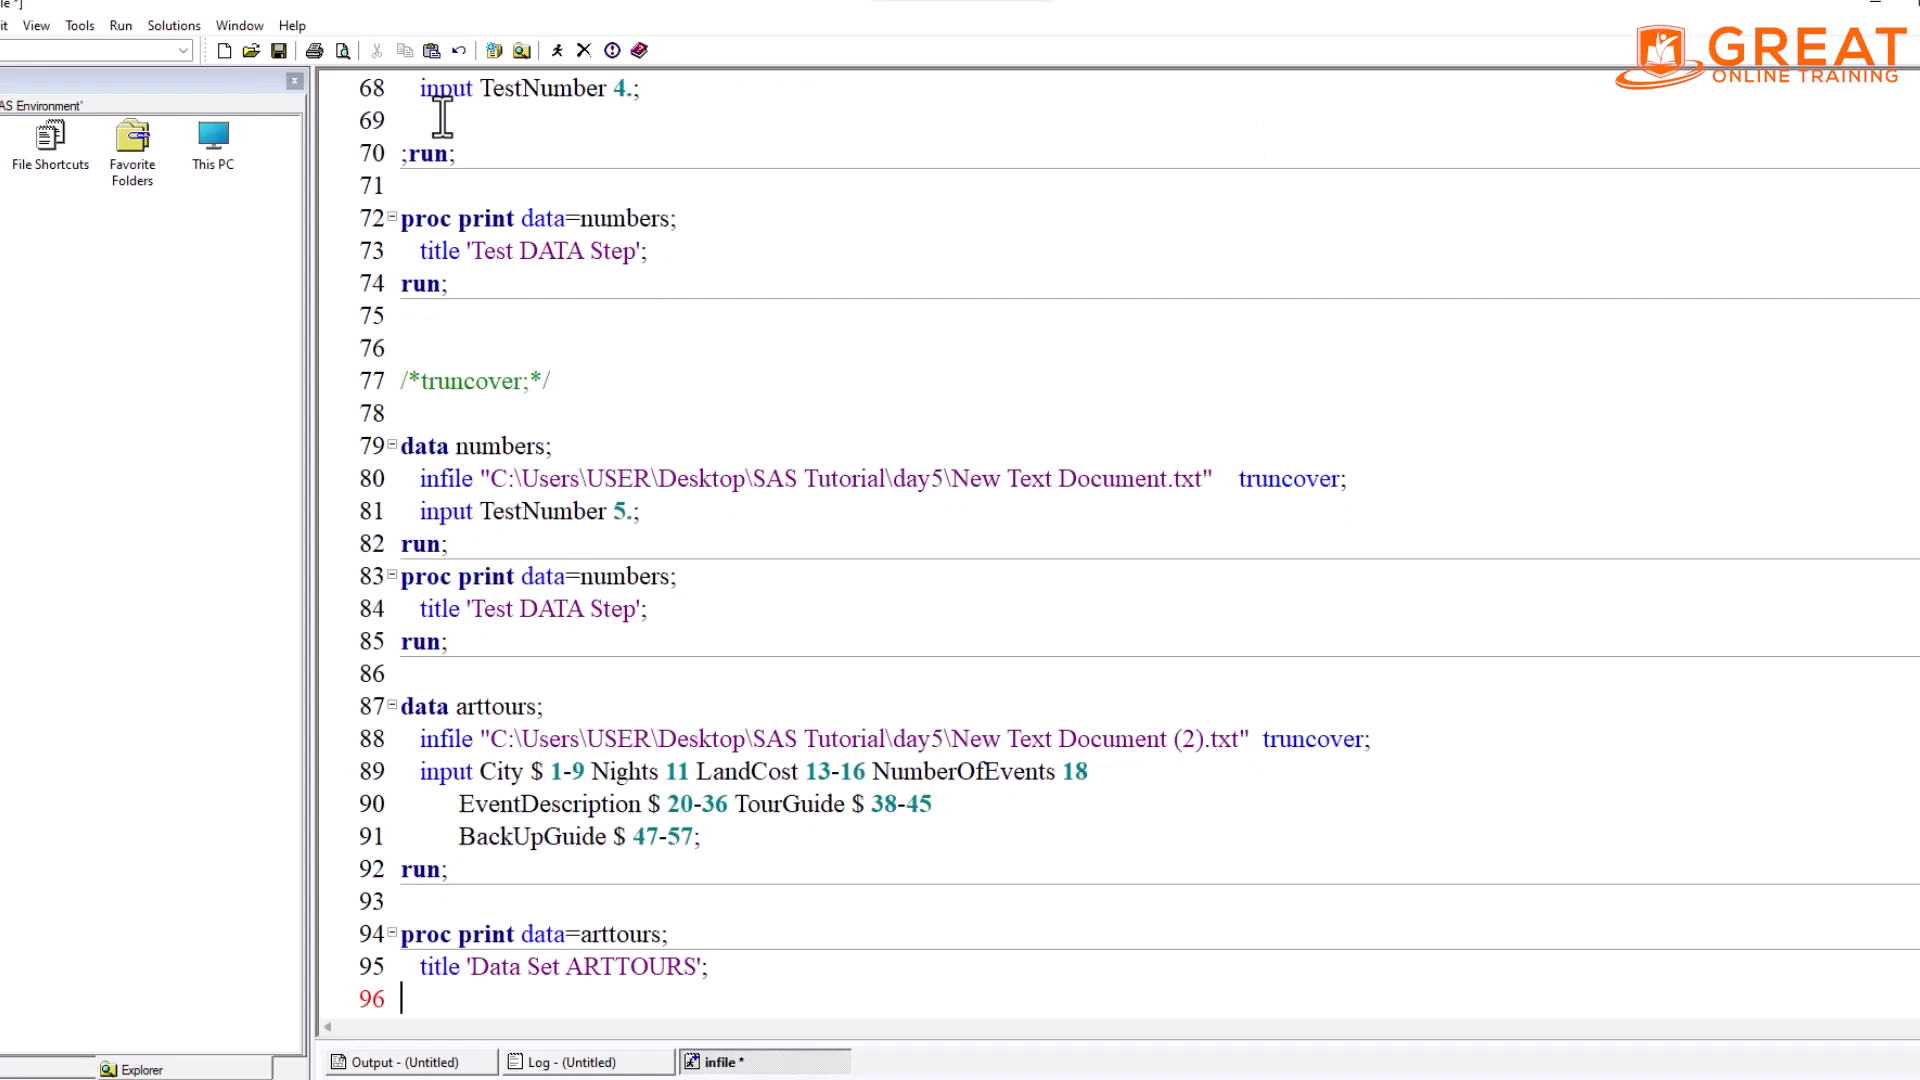 le *]
it View Tools Run Solutions Window Help
GREAT
ONLINE TRAINING
AS Environment'
File Shortcuts
Favorite
Folders
This PC
68 input TestNumber 4.;
69
70 ;run;
71
72 proc print data=numbers;
73 title 'Test DATA Step';
74 run;
75
76
77 /*truncover;*/
78
79 data numbers;
80 infile "C:\Users\USER\Desktop\SAS Tutorial\day5\New Text Document.txt" truncover;
81 input TestNumber 5.;
82 run;
83 proc print data=numbers;
84 title 'Test DATA Step';
85 run;
86
87 data arttours;
88 infile "C:\Users\USER\Desktop\SAS Tutorial\day5\New Text Document (2).txt" truncover;
89 input City $ 1-9 Nights 11 LandCost 13-16 NumberOfEvents 18
90 EventDescription $ 20-36 TourGuide $ 38-45
91 BackUpGuide $ 47-57;
92 run;
93
94 proc print data=arttours;
95 title 'Data Set ARTTOURS';
96
Explorer
Output - (Untitled)
Log - (Untitled)
infile *